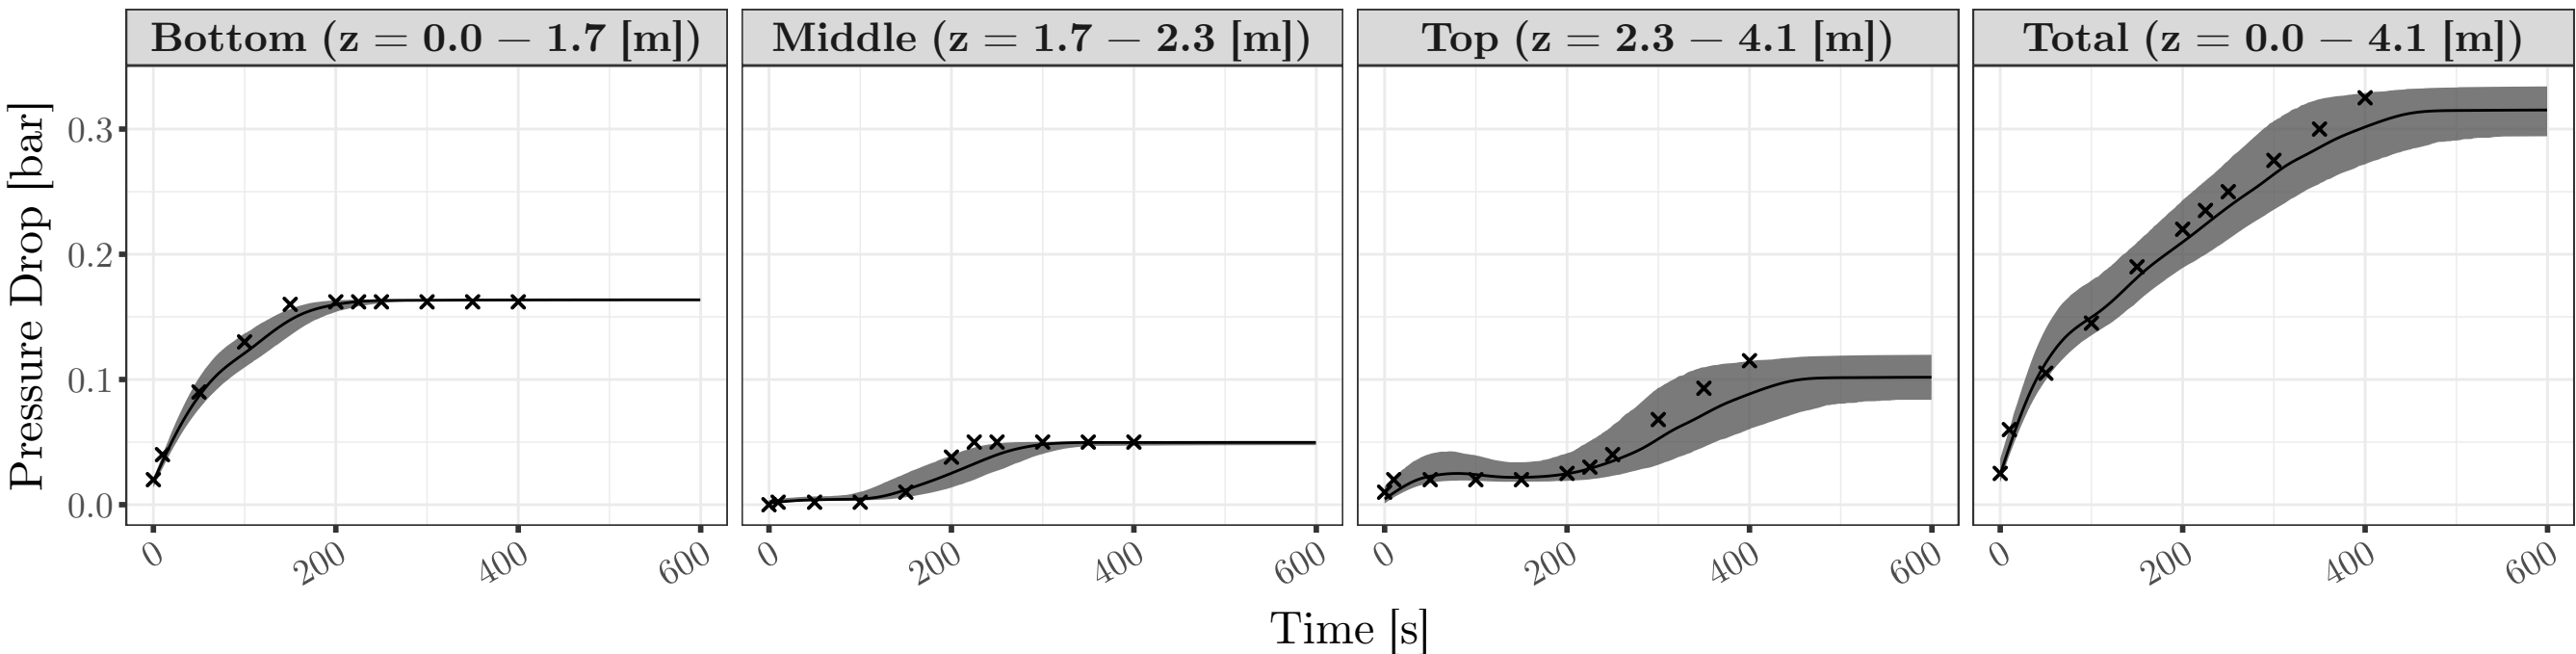 Bottom (z = 0.0 − 1.7 [m])
Middle (z = 1.7 − 2.3 [m])
Top (z = 2.3 − 4.1 [m])
Total (z = 0.0 − 4.1 [m])
Pressure Drop [bar]
0.3
0.2
0.1
0.0
0 200 400 600
0 200 400 600
0 200 400 600
0 200 400 600
Time [s]